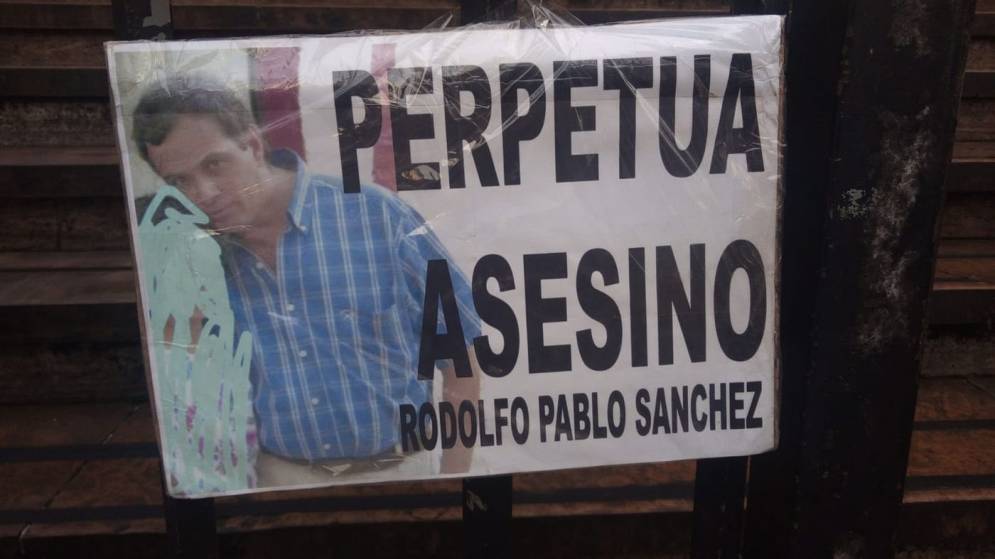 PERPETUA
ASESINO
RODOLFO PABLO SANCHEZ